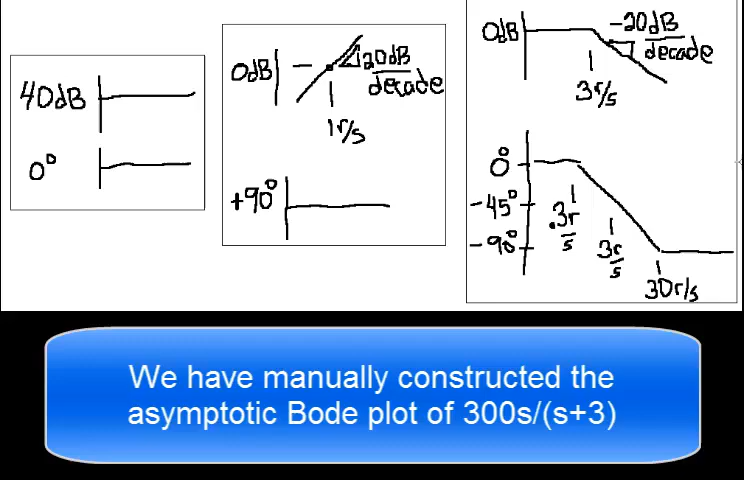 40dB
0°
0dB
20dB
decade
1r/s
+90°
0dB
-20dB
decade
3r/s
0°
-45°
-90°
.3r
s
3r
s
30r/s
We have manually constructed the
asymptotic Bode plot of 300s/(s+3)